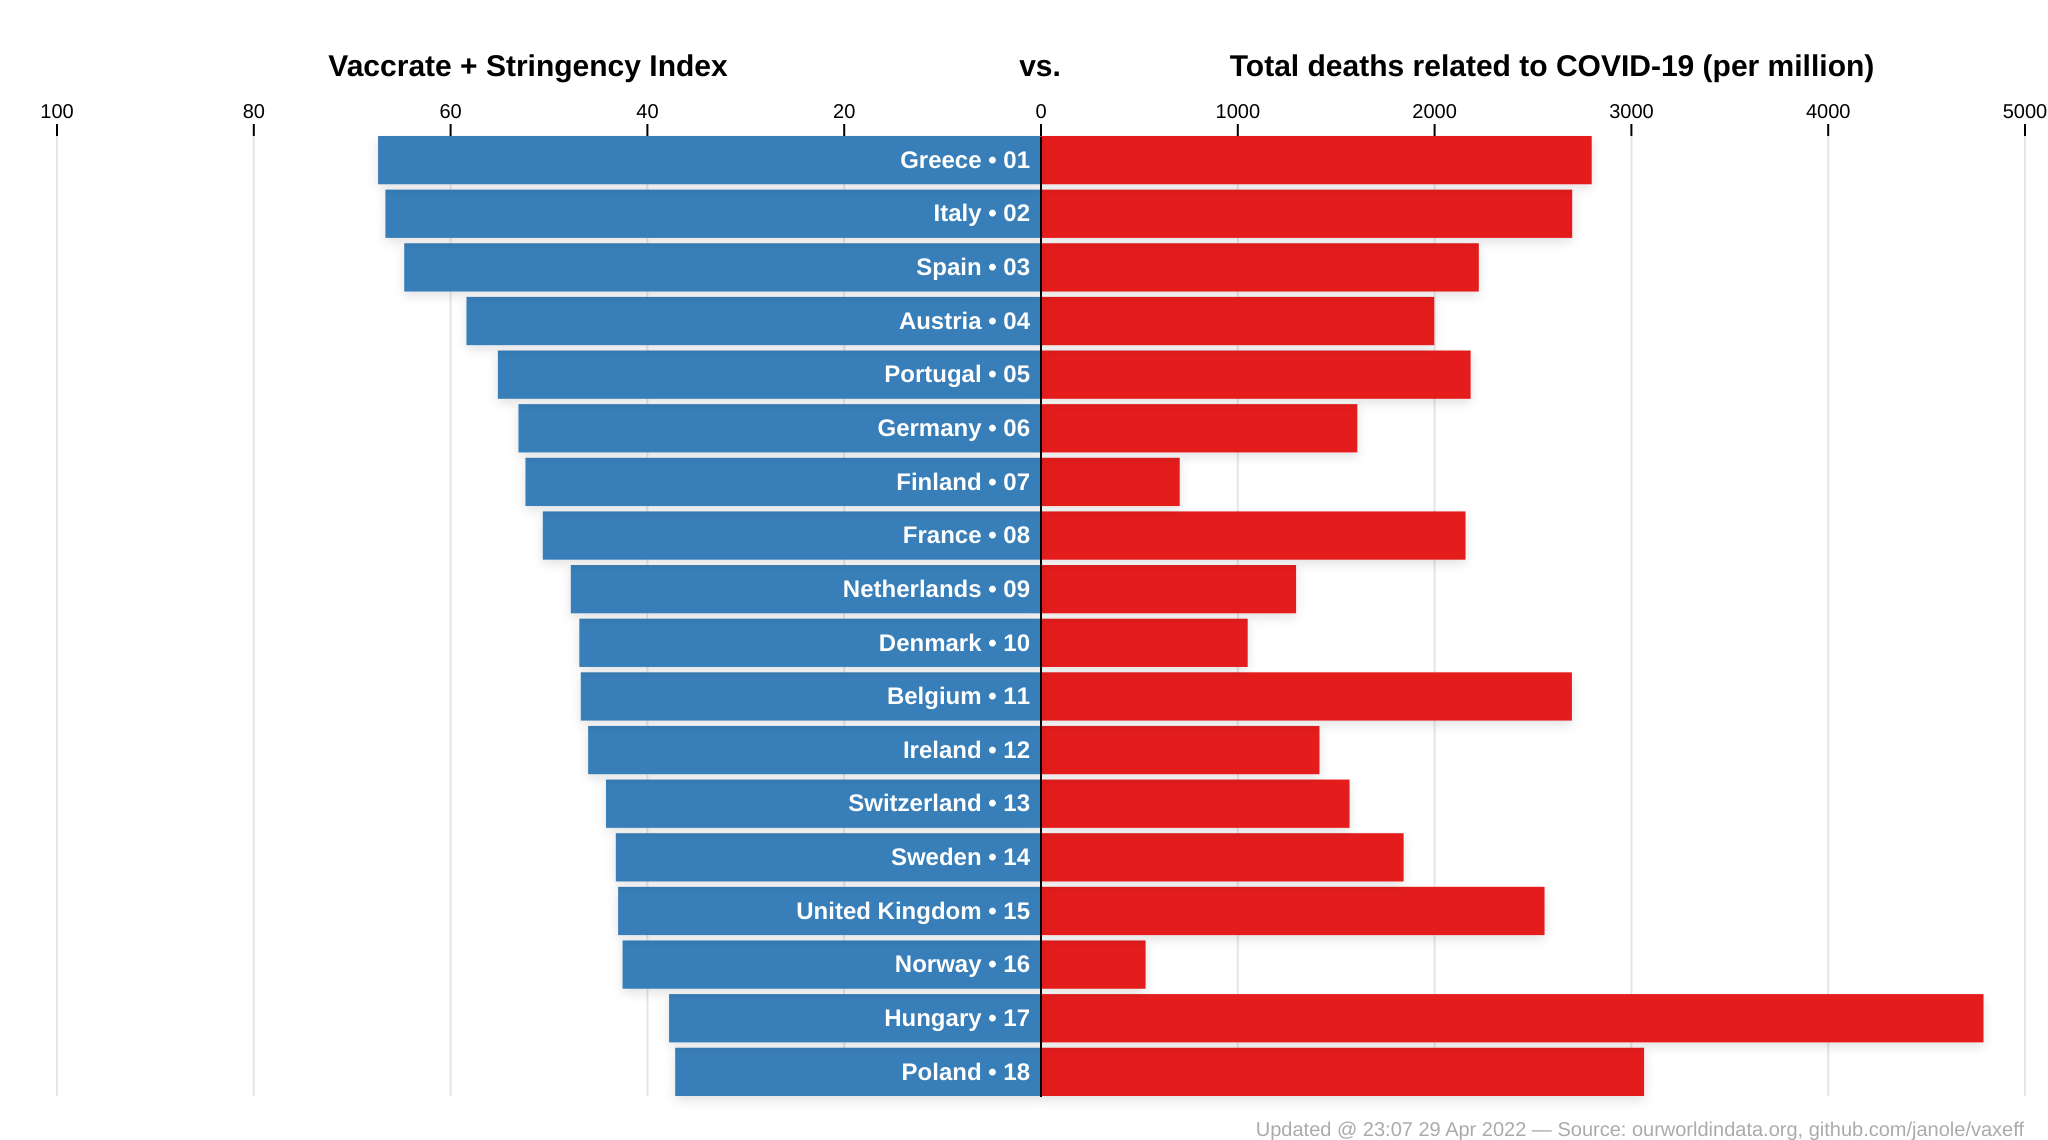 Vaccrate + Stringency Index vs. Total deaths related to COVID-19 (per million)
100 80 60 40 20 0 1000 2000 3000 4000 5000
Greece • 01
Italy • 02
Spain • 03
Austria • 04
Portugal • 05
Germany • 06
Finland • 07
France • 08
Netherlands • 09
Denmark • 10
Belgium • 11
Ireland • 12
Switzerland • 13
Sweden • 14
United Kingdom • 15
Norway • 16
Hungary • 17
Poland • 18
Updated @ 23:07 29 Apr 2022 — Source: ourworldindata.org, github.com/janole/vaxeff